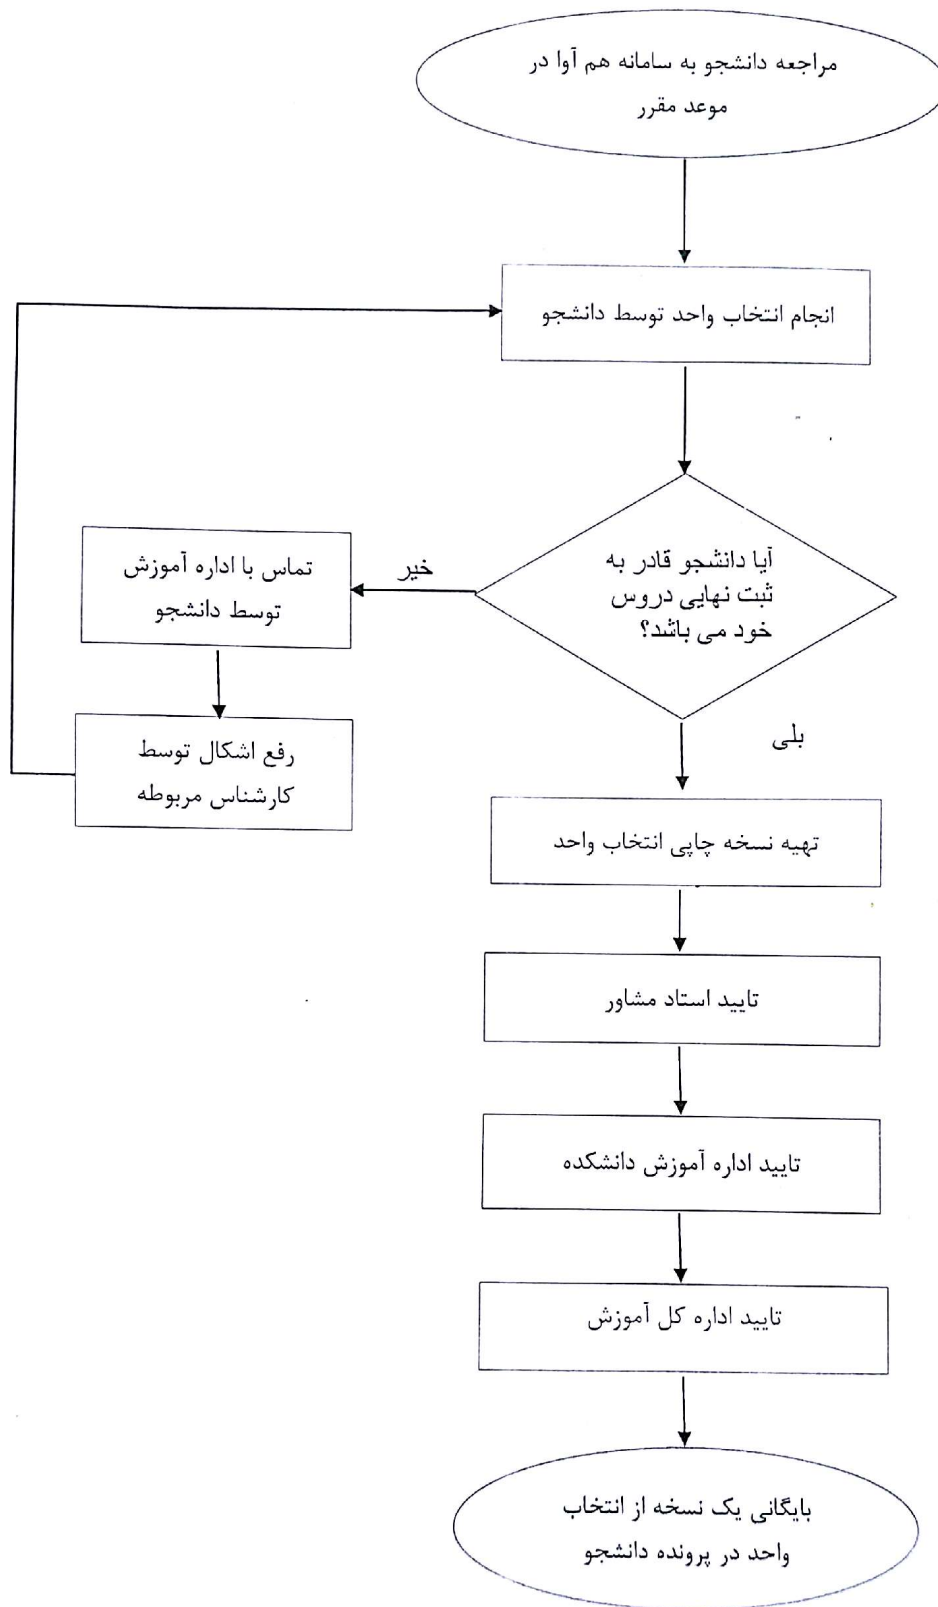 مراجعه دانشجو به سامانه هم آوا در
موعد مقرر
انجام انتخاب واحد توسط دانشجو
آیا دانشجو قادر به
ثبت نهایی دروس
خود می باشد؟
خیر
تماس با اداره آموزش
توسط دانشجو
رفع اشکال توسط
کارشناس مربوطه
بلی
تهیه نسخه چاپی انتخاب واحد
تایید استاد مشاور
تایید اداره آموزش دانشکده
تایید اداره کل آموزش
بایگانی یک نسخه از انتخاب
واحد در پرونده دانشجو